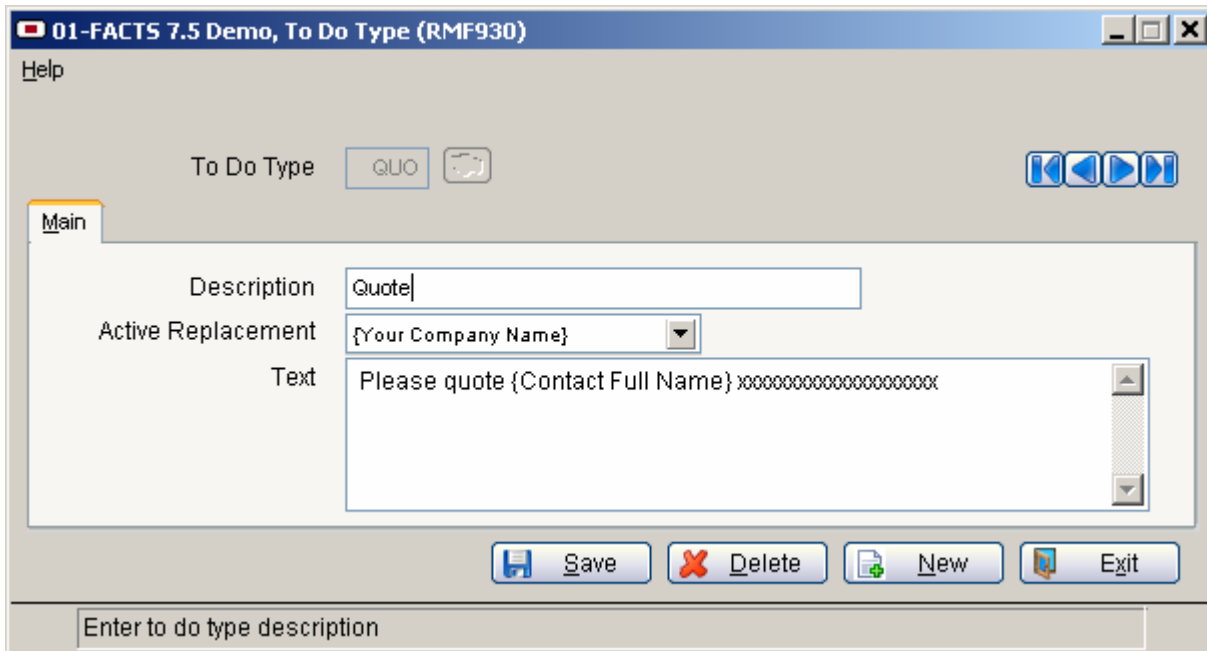 01-FACTS 7.5 Demo, To Do Type (RMF930)
Help
To Do Type QUO
Main
Description Quote
Active Replacement {Your Company Name}
Text Please quote {Contact Full Name} xxxxxxxxxxxxxxxxxxxx
Save Delete New Exit
Enter to do type description